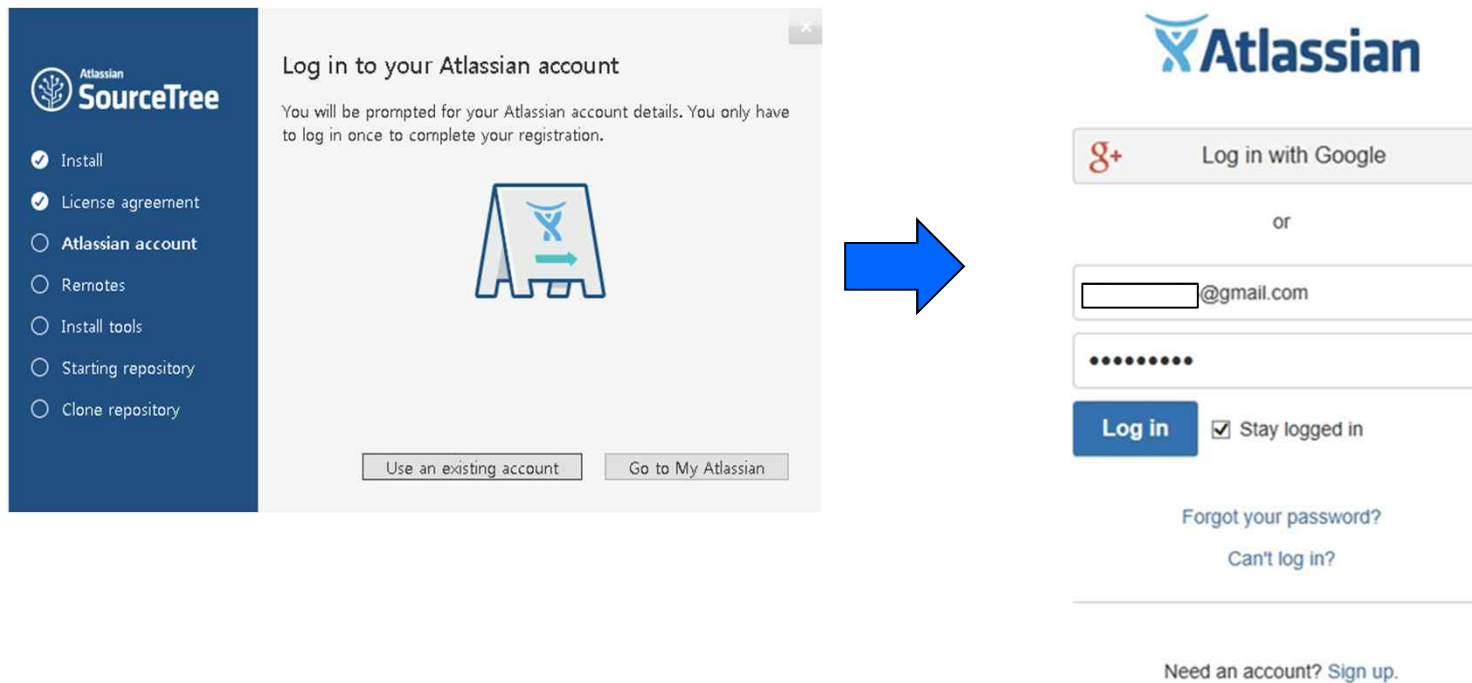 Atlassian
SourceTree
Install
License agreement
Atlassian account
Remotes
Install tools
Starting repository
Clone repository
Log in to your Atlassian account
You will be prompted for your Atlassian account details. You only have
to log in once to complete your registration.
Use an existing account
Go to My Atlassian
Atlassian
g+ Log in with Google
or
@gmail.com
•••••••••
Log in
Stay logged in
Forgot your password?
Can't log in?
Need an account? Sign up.